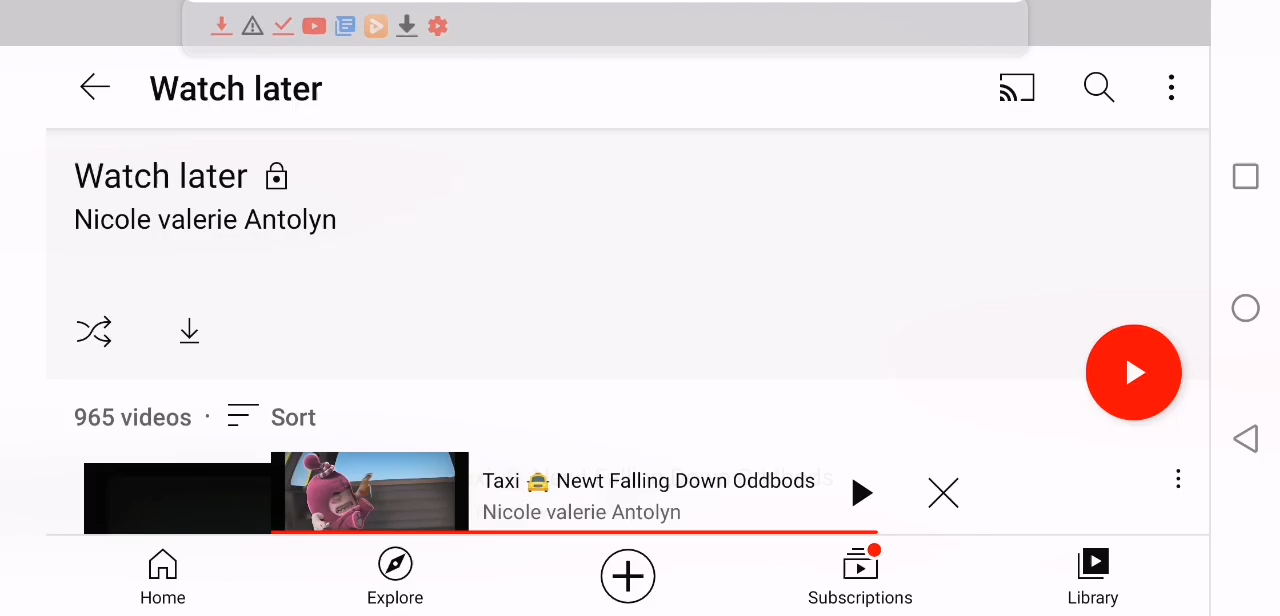 Watch later
Watch later
Nicole valerie Antolyn
965 videos · Sort
Taxi 🚖 Newt Falling Down Oddbods
Nicole valerie Antolyn
Home
Explore
Subscriptions
Library